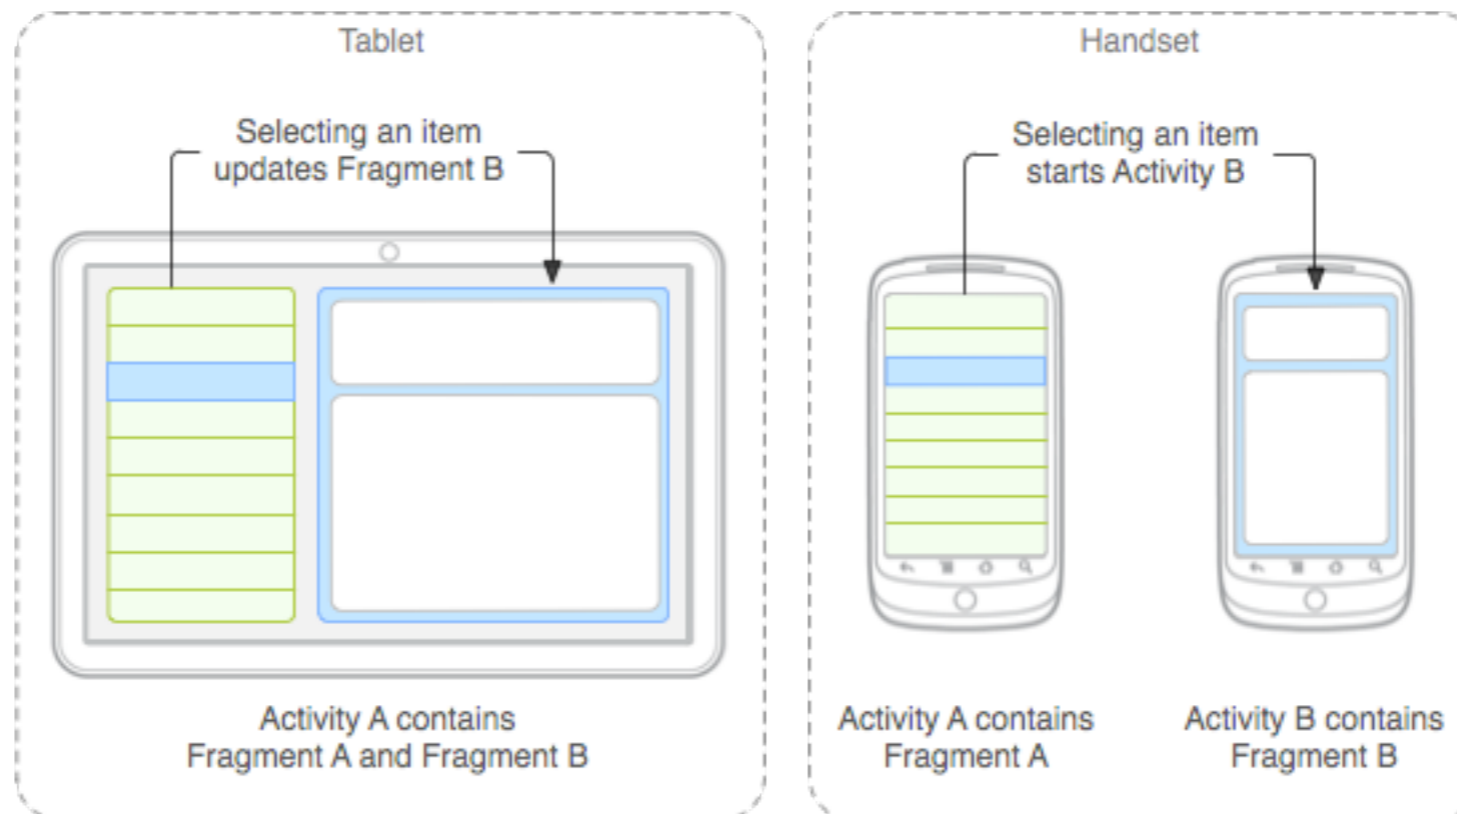 Tablet
Selecting an item
updates Fragment B
Activity A contains
Fragment A and Fragment B
Handset
Selecting an item
starts Activity B
Activity A contains
Fragment A
Activity B contains
Fragment B